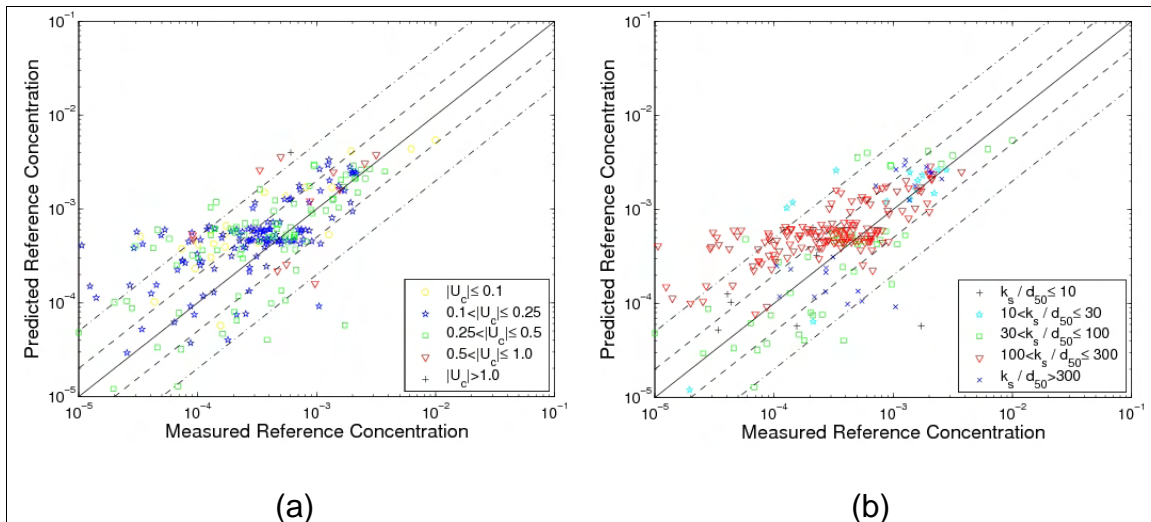 10⁻¹
10⁻²
10⁻³
10⁻⁴
10⁻⁵
Predicted Reference Concentration
|U_c|≤ 0.1
0.1<|U_c|≤ 0.25
0.25<|U_c|≤ 0.5
0.5<|U_c|≤ 1.0
|U_c|>1.0
10⁻⁵ 10⁻⁴ 10⁻³ 10⁻² 10⁻¹
Measured Reference Concentration
(a)
10⁻¹
10⁻²
10⁻³
10⁻⁴
10⁻⁵
Predicted Reference Concentration
k_s / d_50 ≤ 10
10<k_s / d_50 ≤ 30
30<k_s / d_50 ≤ 100
100<k_s / d_50 ≤ 300
k_s / d_50 >300
10⁻⁵ 10⁻⁴ 10⁻³ 10⁻² 10⁻¹
Measured Reference Concentration
(b)